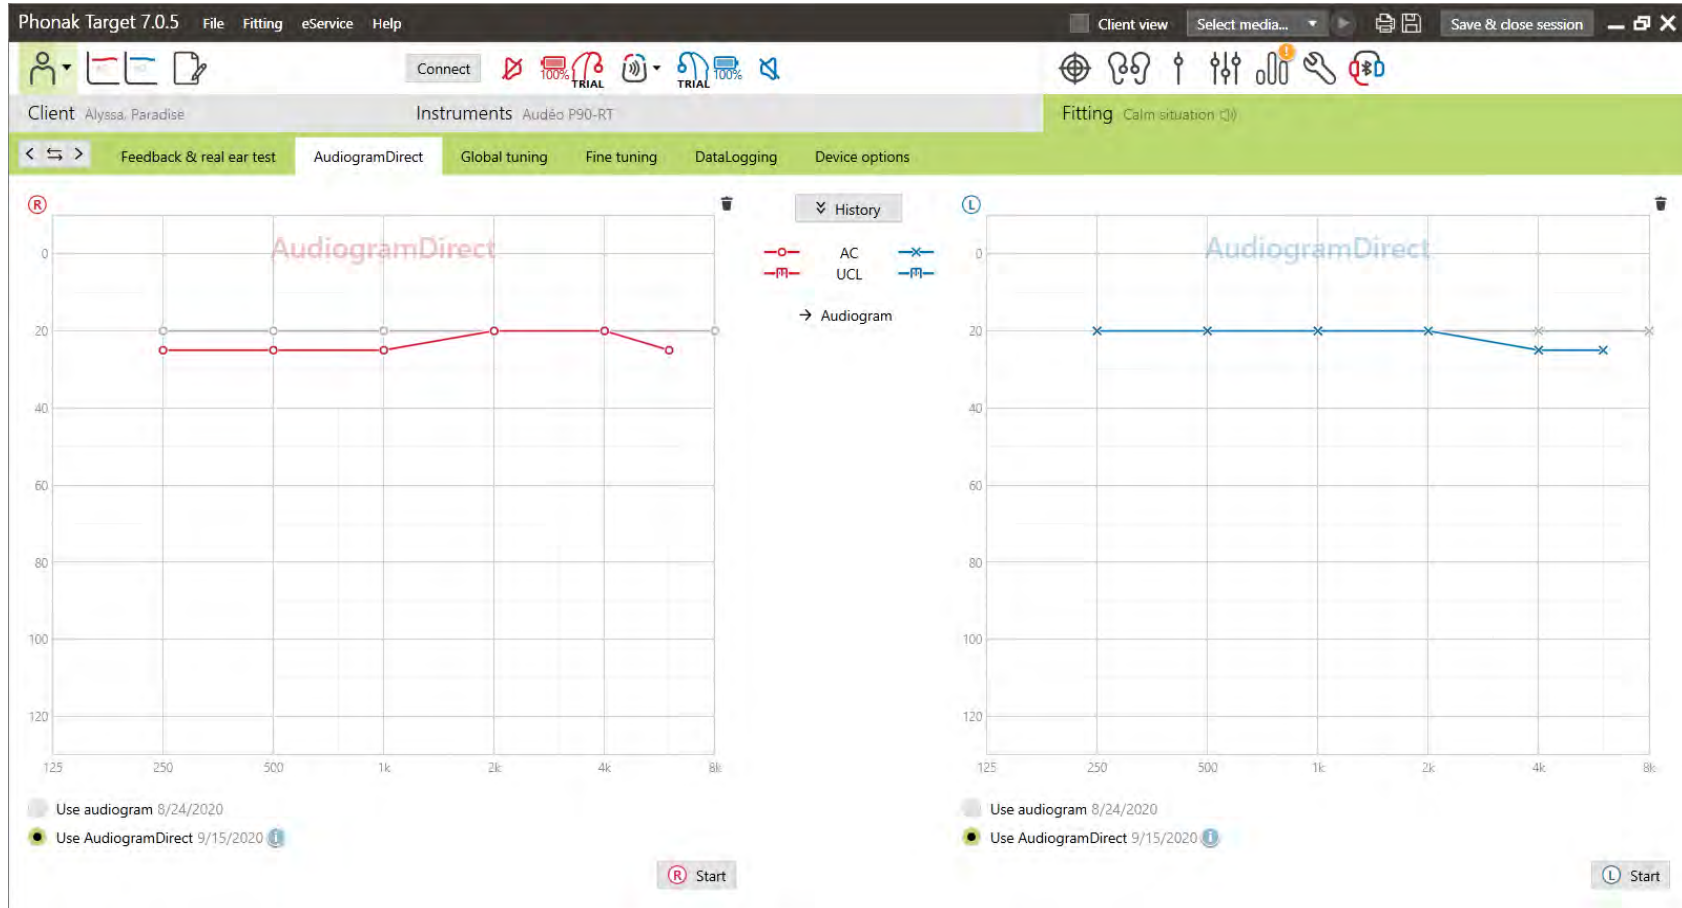 Phonak Target 7.0.5 File Fitting eService Help Client view Select media... Save & close session
Connect 100% TRIAL TRIAL 100%
Client Alyssa, Paradise Instruments Audéo P90-RT Fitting Calm situation
Feedback & real ear test AudiogramDirect Global tuning Fine tuning DataLogging Device options
R
AudiogramDirect
0
20
40
60
80
100
120
125 250 500 1k 2k 4k 8k
Use audiogram 8/24/2020
Use AudiogramDirect 9/15/2020 i
R Start
History
AC
UCL
Audiogram
L
AudiogramDirect
0
20
40
60
80
100
120
125 250 500 1k 2k 4k 8k
Use audiogram 8/24/2020
Use AudiogramDirect 9/15/2020 i
L Start